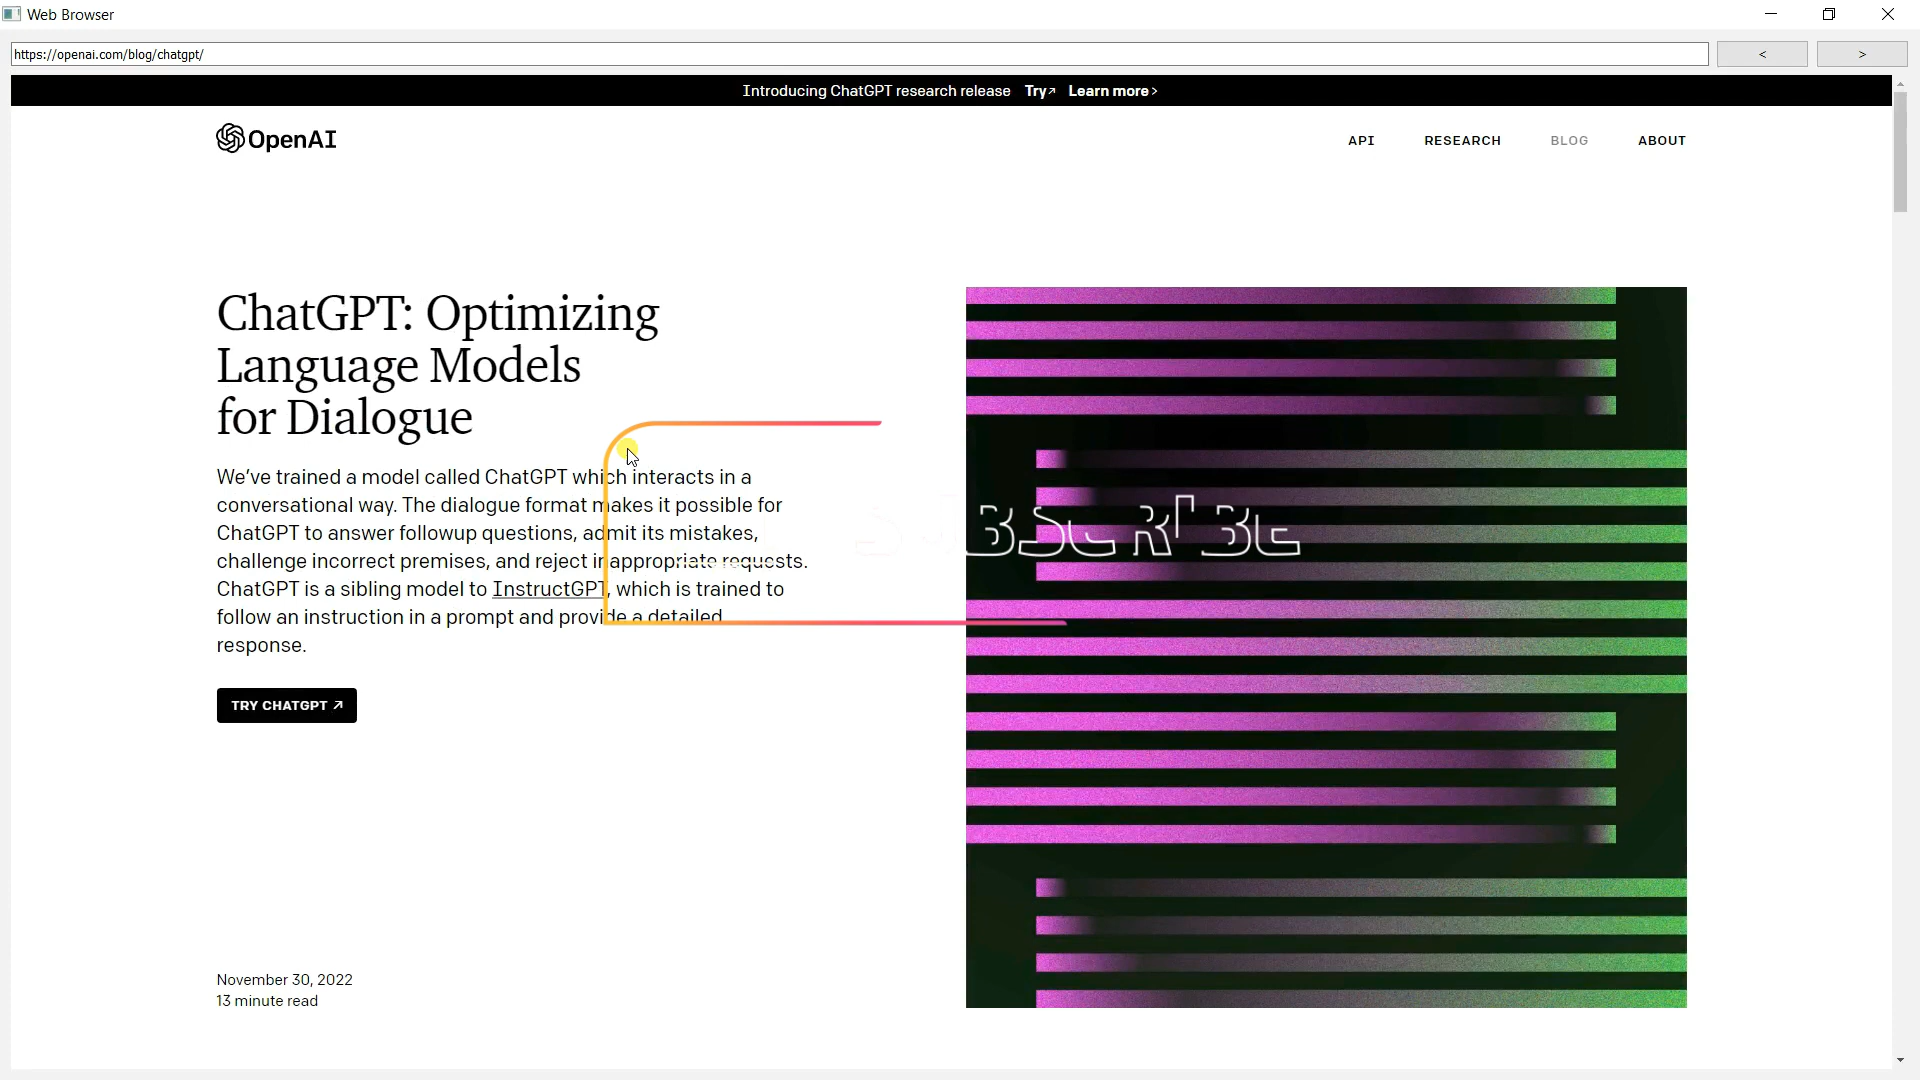 Web Browser
https://openai.com/blog/chatgpt/
<
>
Introducing ChatGPT research release Try↗ Learn more›
OpenAI
API RESEARCH BLOG ABOUT
ChatGPT: Optimizing
Language Models
for Dialogue
We’ve trained a model called ChatGPT which interacts in a
conversational way. The dialogue format makes it possible for
ChatGPT to answer followup questions, admit its mistakes,
challenge incorrect premises, and reject inappropriate requests.
ChatGPT is a sibling model to InstructGPT, which is trained to
follow an instruction in a prompt and provide a detailed
response.
SUBSCRIBE
TRY CHATGPT ↗
November 30, 2022
13 minute read